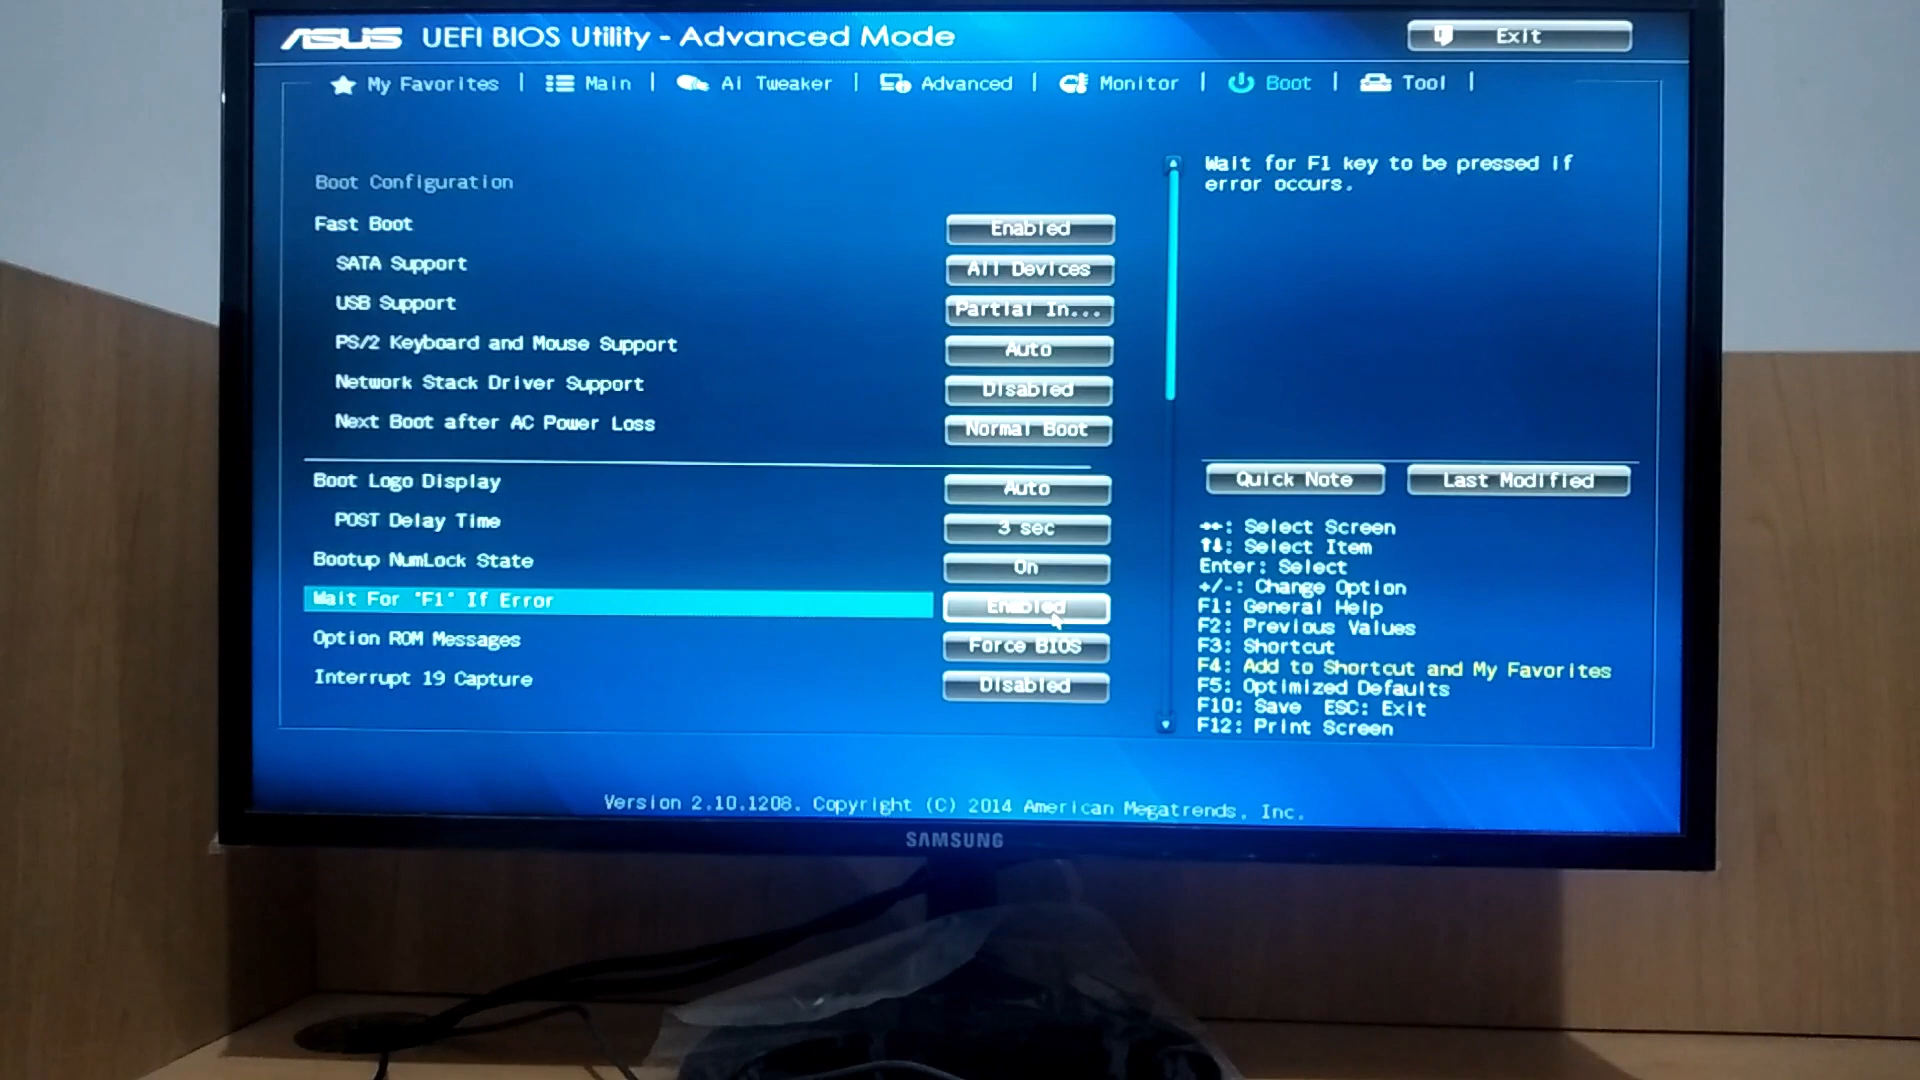 ASUS UEFI BIOS Utility - Advanced Mode
Exit
My Favorites | Main | Ai Tweaker | Advanced | Monitor | Boot | Tool |
Boot Configuration
Fast Boot Enabled
SATA Support All Devices
USB Support Partial In...
PS/2 Keyboard and Mouse Support Auto
Network Stack Driver Support Disabled
Next Boot after AC Power Loss Normal Boot
Boot Logo Display Auto
POST Delay Time 3 sec
Bootup NumLock State On
Wait For "F1" If Error Enabled
Option ROM Messages Force BIOS
Interrupt 19 Capture Disabled
Wait for F1 key to be pressed if
error occurs.
Quick Note Last Modified
→←: Select Screen
↑↓: Select Item
Enter: Select
+/-: Change Option
F1: General Help
F2: Previous Values
F3: Shortcut
F4: Add to Shortcut and My Favorites
F5: Optimized Defaults
F10: Save ESC: Exit
F12: Print Screen
Version 2.10.1208. Copyright (C) 2014 American Megatrends, Inc.
SAMSUNG